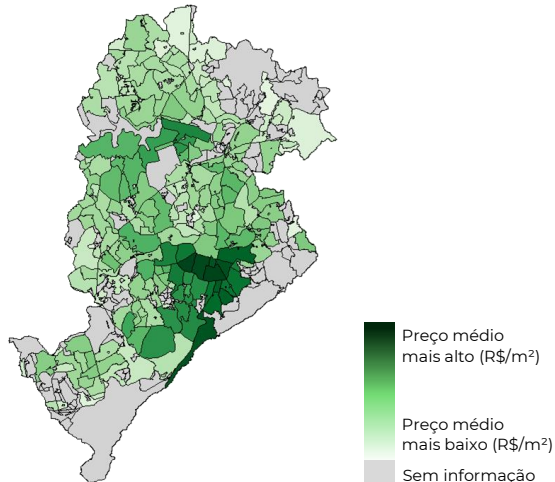 Preço médio
mais alto (R$/m²)
Preço médio
mais baixo (R$/m²)
Sem informação